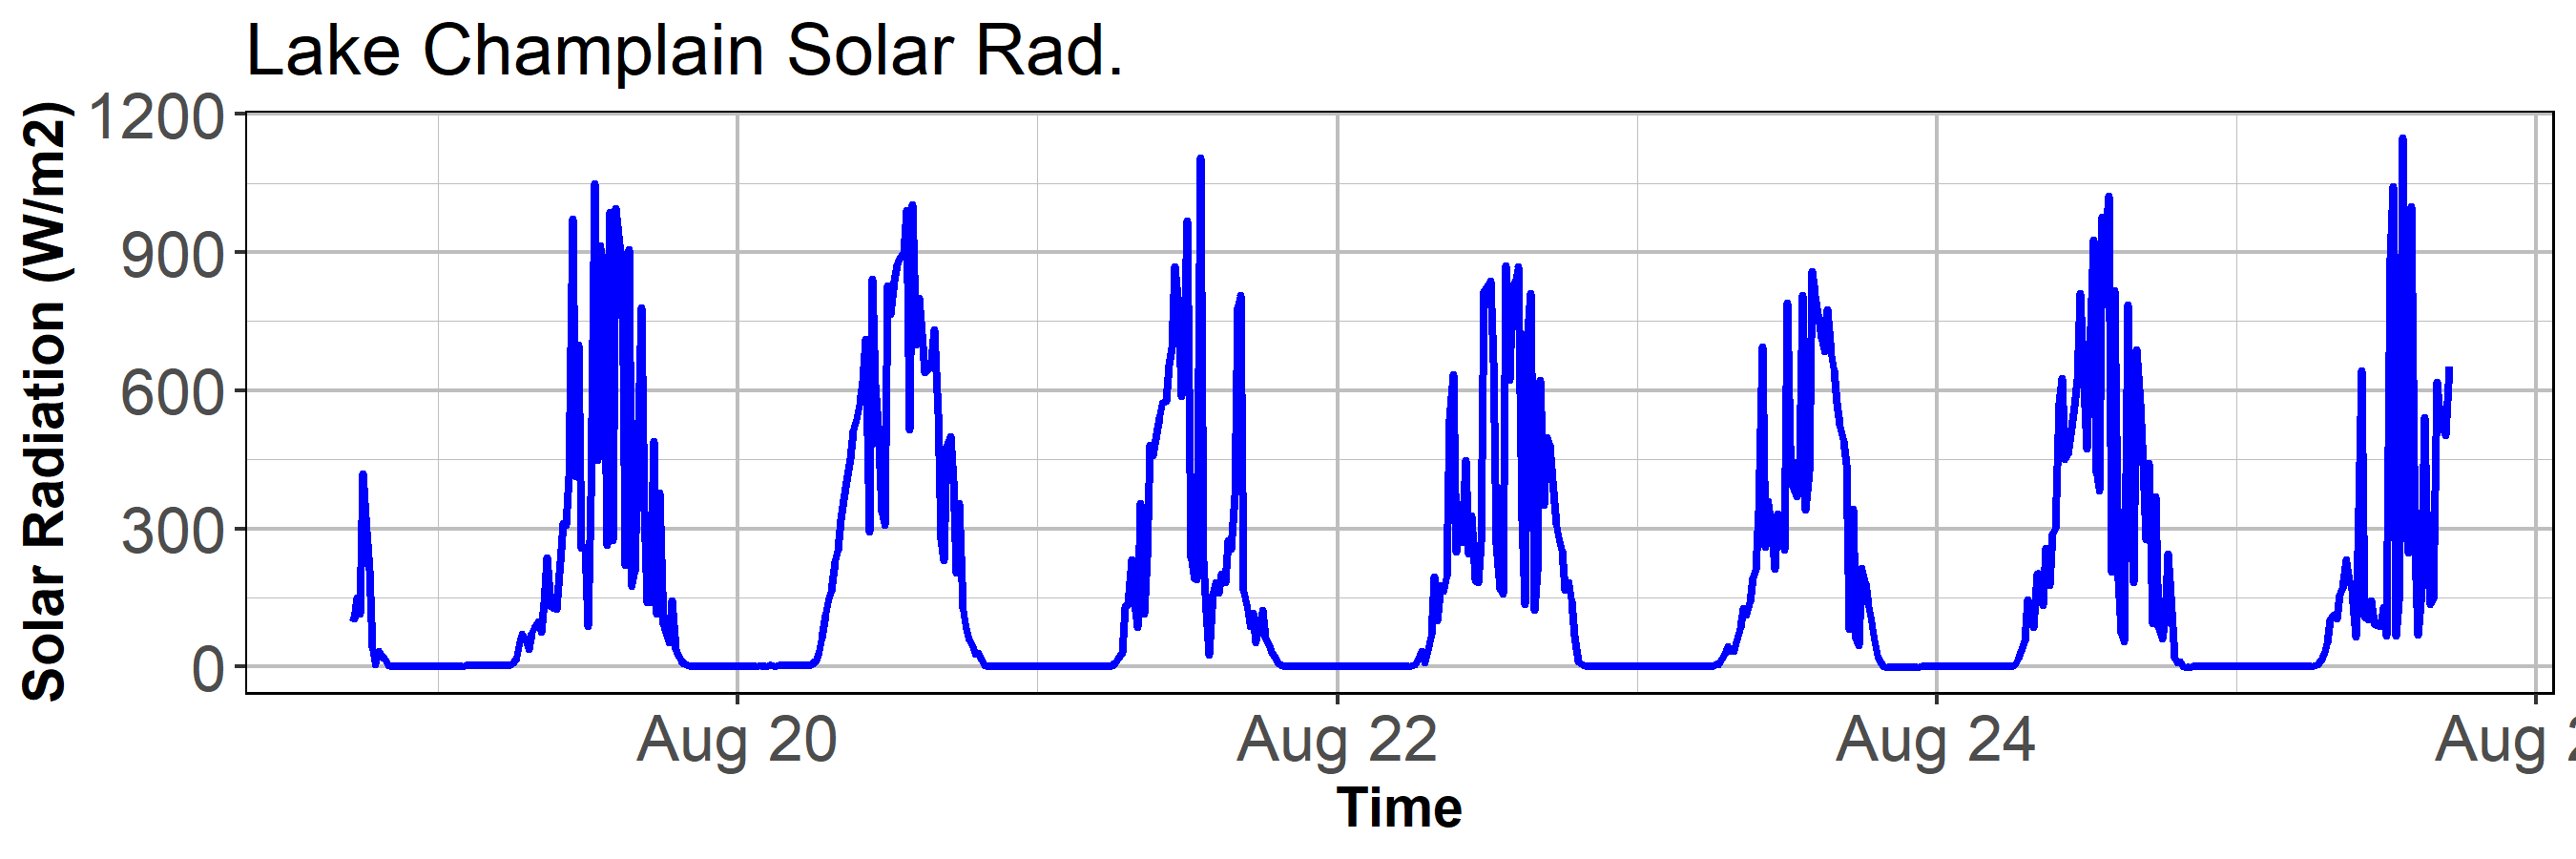 Lake Champlain Solar Rad.
Solar Radiation (W/m2)
1200
900
600
300
0
Aug 20 Aug 22 Aug 24 Aug
Time